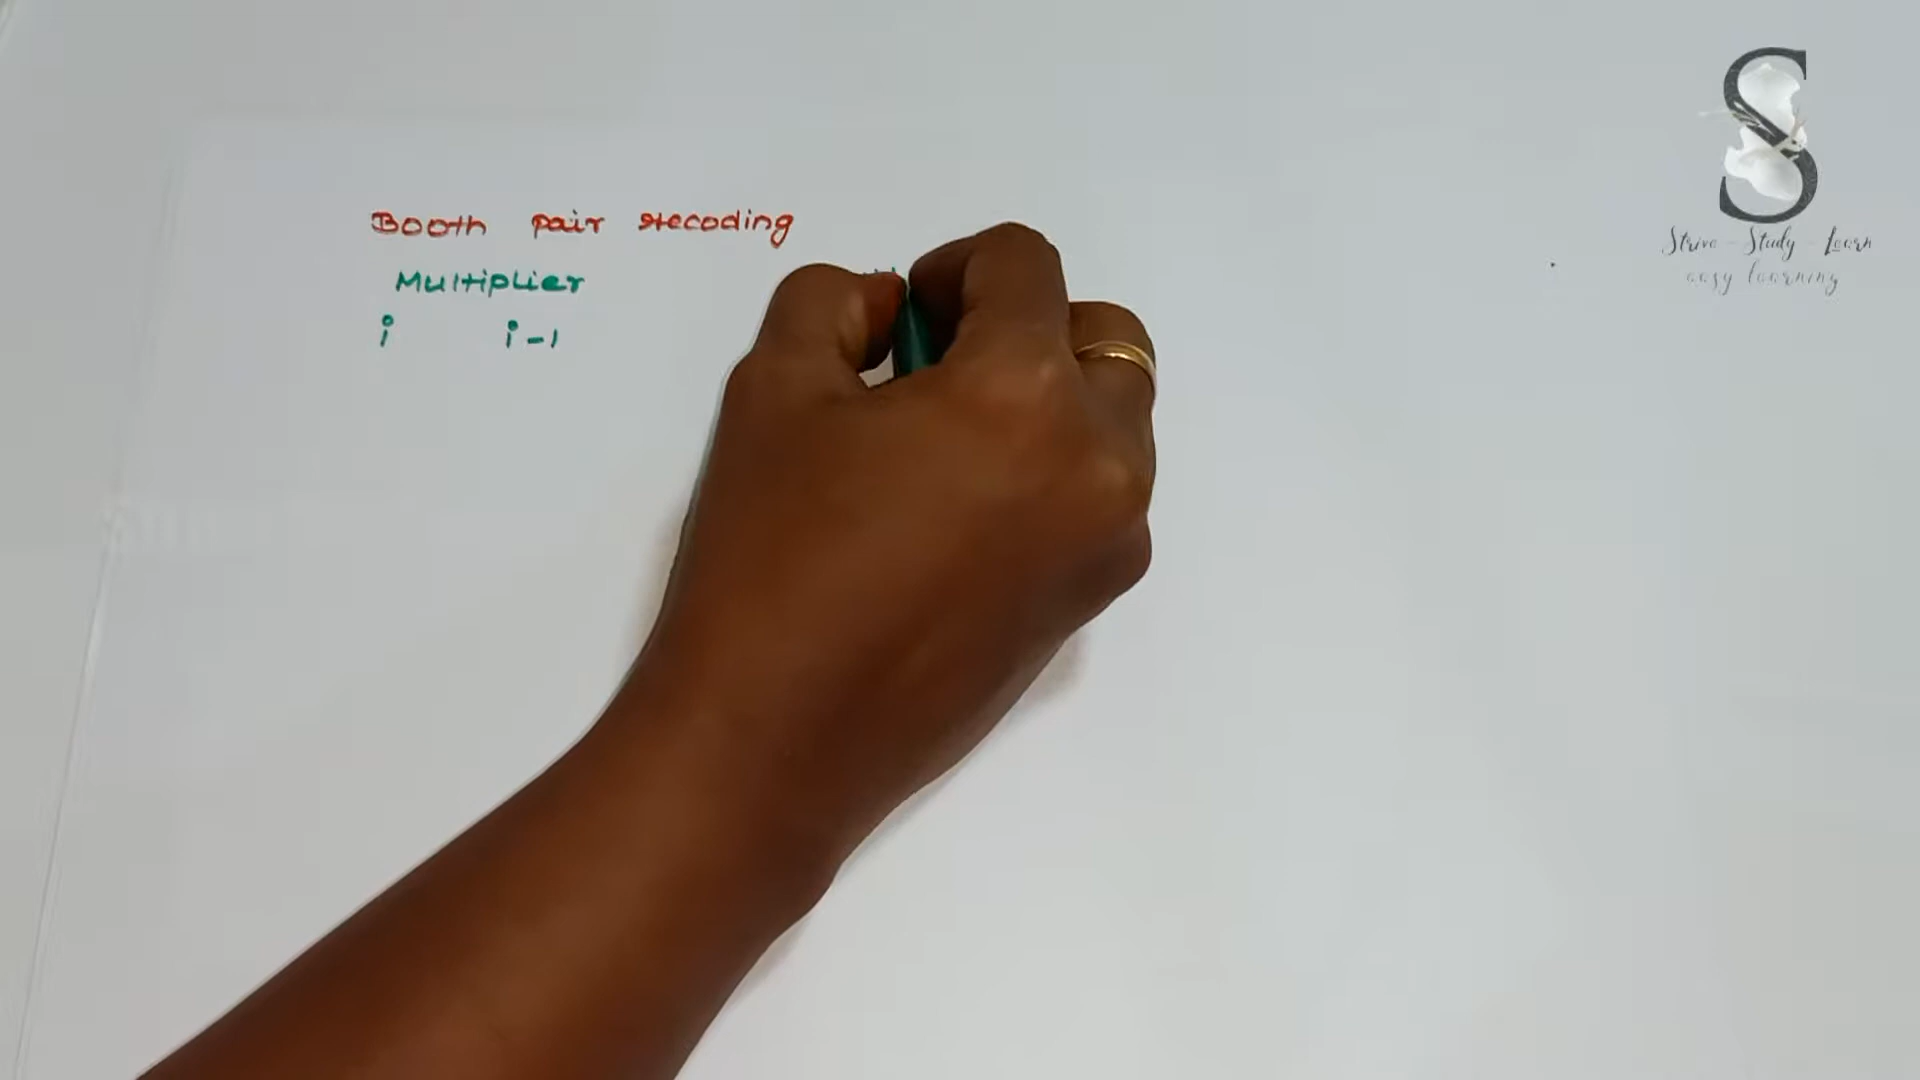 Booth pair recoding
Multiplier
i i-1
S
Strive - Study - Learn
easy learning